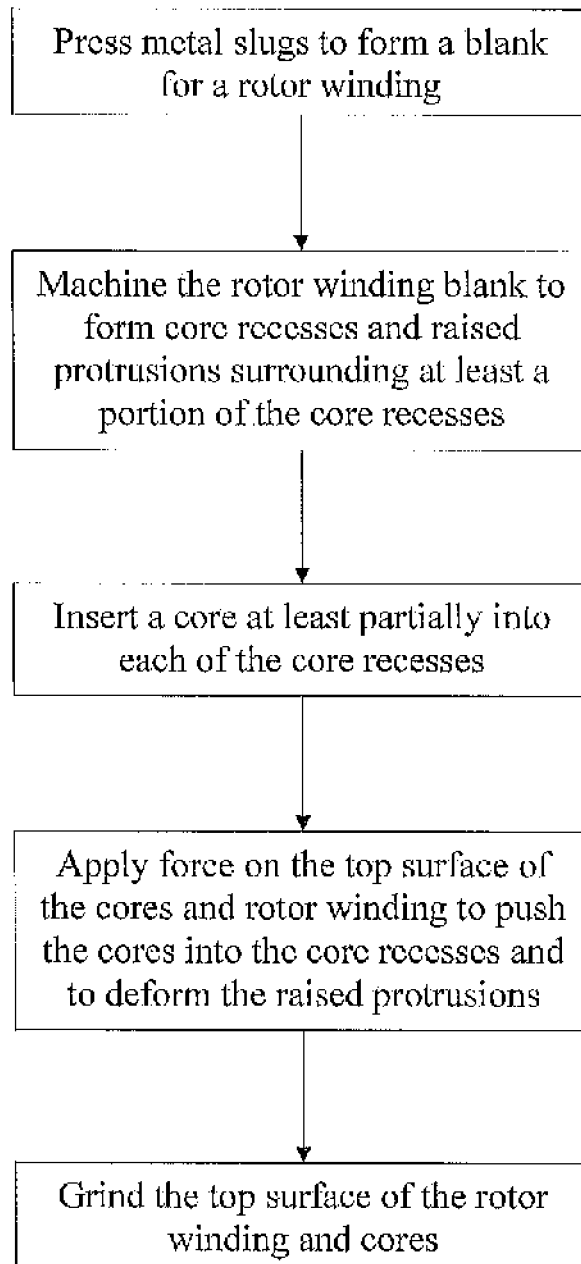 Press metal slugs to form a blank
for a rotor winding
Machine the rotor winding blank to
form core recesses and raised
protrusions surrounding at least a
portion of the core recesses
Insert a core at least partially into
each of the core recesses
Apply force on the top surface of
the cores and rotor winding to push
the cores into the core recesses and
to deform the raised protrusions
Grind the top surface of the rotor
winding and cores